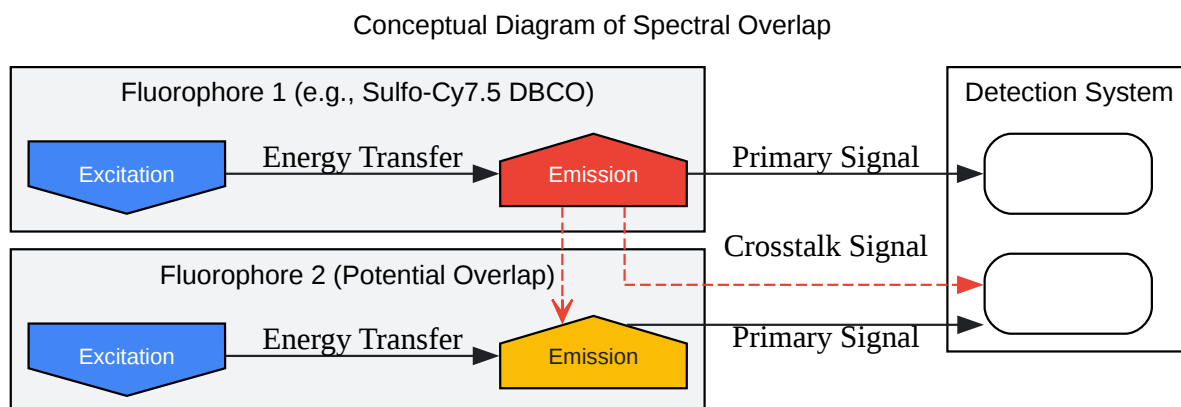 Conceptual Diagram of Spectral Overlap
Fluorophore 1 (e.g., Sulfo-Cy7.5 DBCO)
Detection System
Excitation
Energy Transfer
Emission
Primary Signal
Crosstalk Signal
Fluorophore 2 (Potential Overlap)
Excitation
Energy Transfer
Emission
Primary Signal